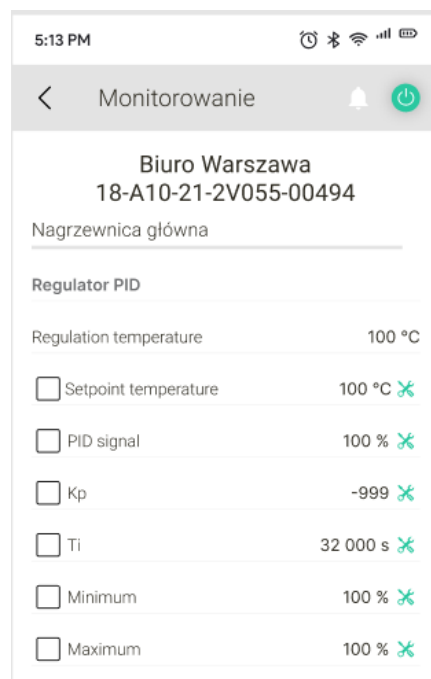 5:13 PM
Monitorowanie
Biuro Warszawa
18-A10-21-2V055-00494
Nagrzewnica główna
Regulator PID
Regulation temperature 100 °C
Setpoint temperature 100 °C
PID signal 100 %
Kp -999
Ti 32 000 s
Minimum 100 %
Maximum 100 %